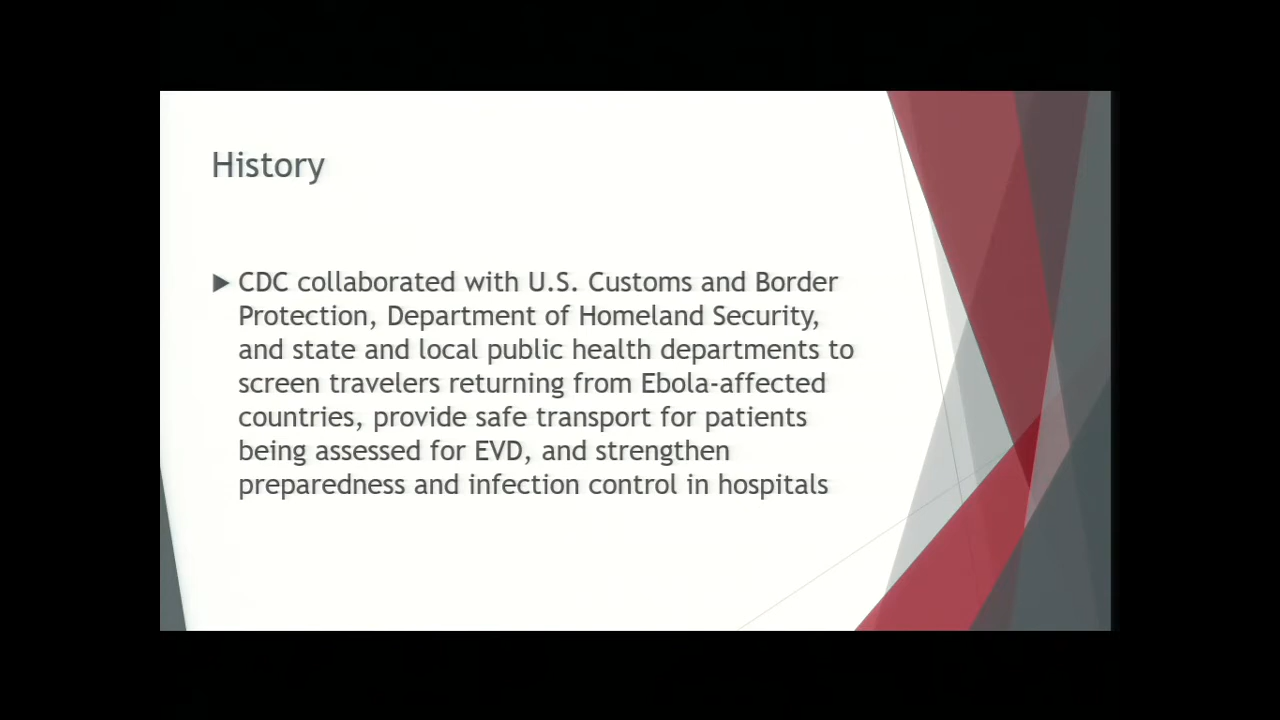 History
CDC collaborated with U.S. Customs and Border
Protection, Department of Homeland Security,
and state and local public health departments to
screen travelers returning from Ebola-affected
countries, provide safe transport for patients
being assessed for EVD, and strengthen
preparedness and infection control in hospitals